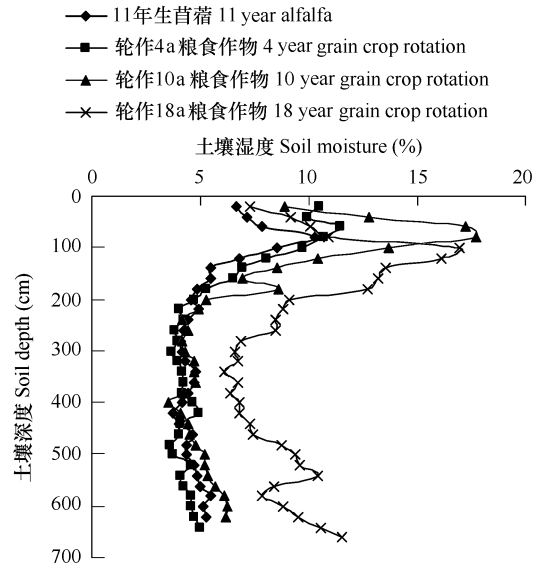 11年生苜蓿 11 year alfalfa
轮作4a粮食作物 4 year grain crop rotation
轮作10a粮食作物 10 year grain crop rotation
轮作18a粮食作物 18 year grain crop rotation
土壤湿度 Soil moisture (%)
0 5 10 15 20
0
100
200
300
400
500
600
700
土壤深度 Soil depth (cm)